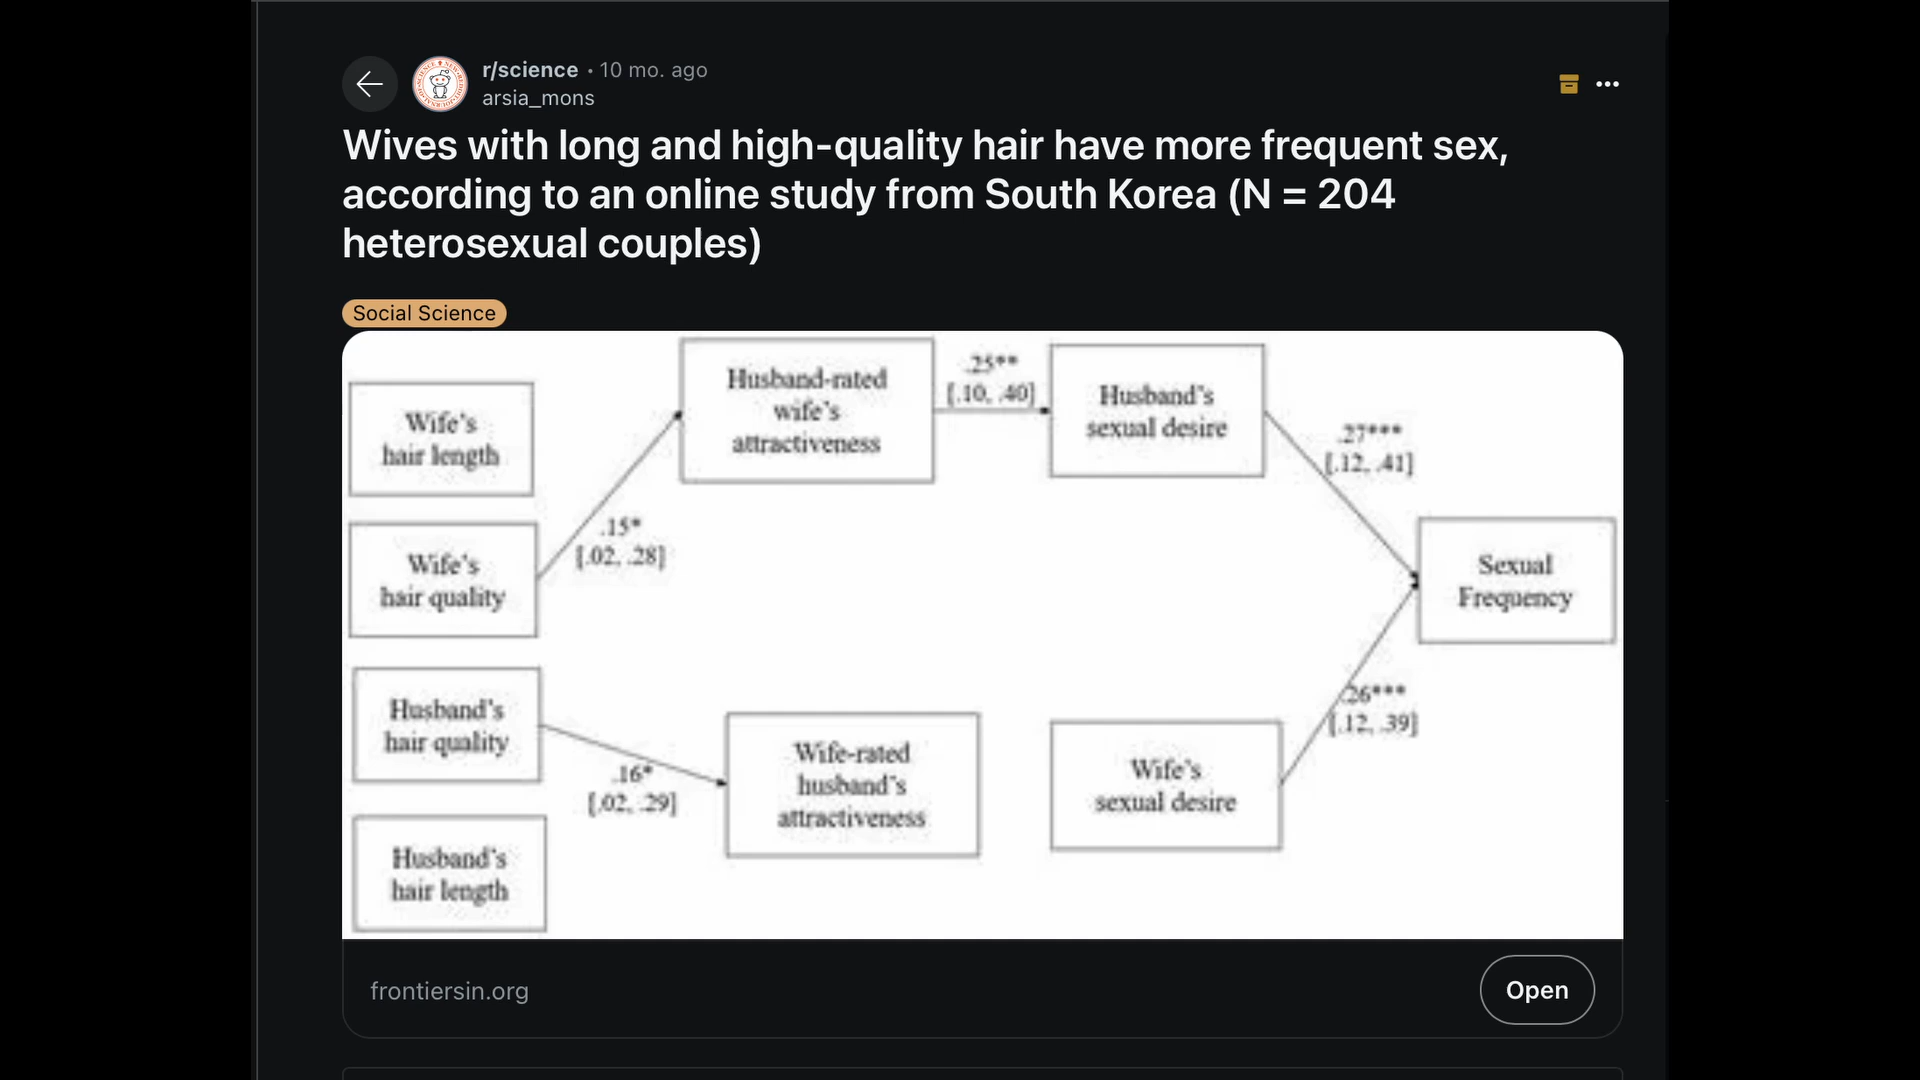 r/science • 10 mo. ago
arsia_mons
Wives with long and high-quality hair have more frequent sex,
according to an online study from South Korea (N = 204
heterosexual couples)
Social Science
Wife's
hair length
Wife's
hair quality
Husband's
hair quality
Husband's
hair length
.15*
[.02, .28]
.16*
[.02, .29]
Husband-rated
wife's
attractiveness
Wife-rated
husband's
attractiveness
.25**
[.10, .40]
Husband's
sexual desire
Wife's
sexual desire
.27***
[.12, .41]
.26***
[.12, .39]
Sexual
Frequency
frontiersin.org
Open